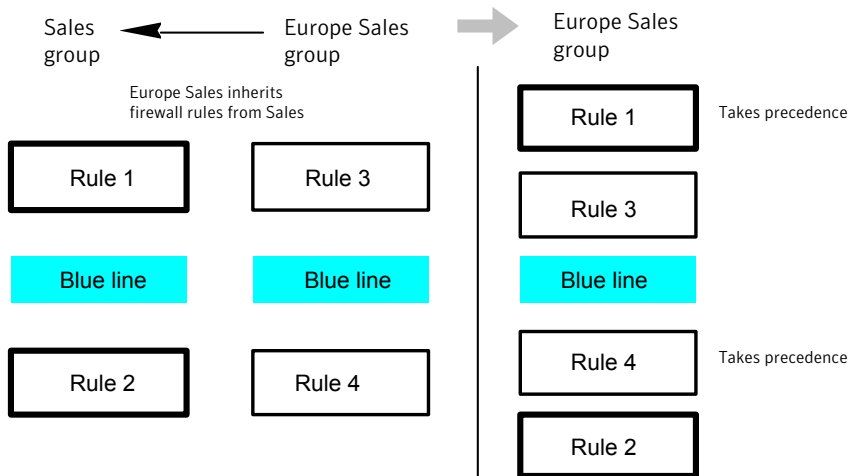 Sales
group
Europe Sales
group
Europe Sales
group
Europe Sales inherits
firewall rules from Sales
Rule 1
Rule 3
Blue line
Blue line
Rule 2
Rule 4
Rule 1
Takes precedence
Rule 3
Blue line
Rule 4
Takes precedence
Rule 2